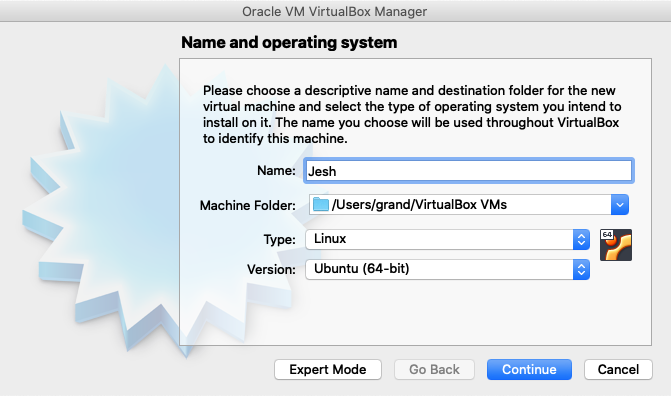 Oracle VM VirtualBox Manager
Name and operating system
Please choose a descriptive name and destination folder for the new
virtual machine and select the type of operating system you intend to
install on it. The name you choose will be used throughout VirtualBox
to identify this machine.
Name: Jesh
Machine Folder: /Users/grand/VirtualBox VMs
Type: Linux
64
Version: Ubuntu (64-bit)
Expert Mode Go Back Continue Cancel